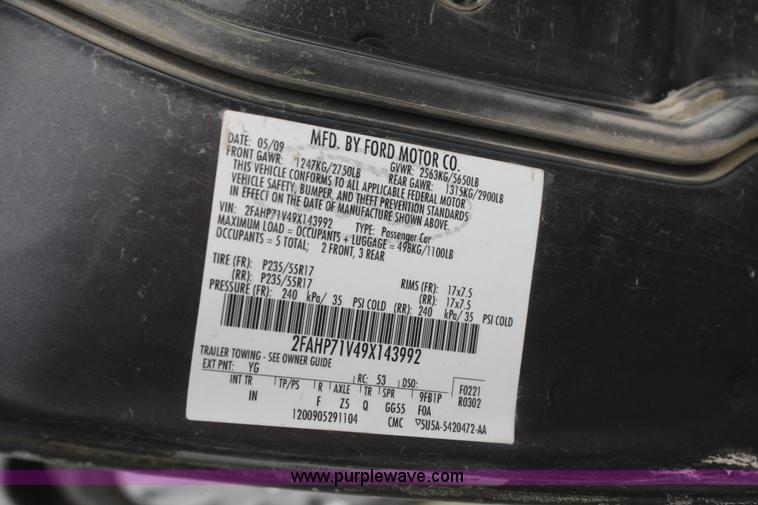 MFD. BY FORD MOTOR CO.
DATE: 05/09 GVWR: 2563KG/5650LB
FRONT GAWR: 1247KG/2750LB REAR GAWR: 1315KG/2900LB
THIS VEHICLE CONFORMS TO ALL APPLICABLE FEDERAL MOTOR
VEHICLE SAFETY, BUMPER, AND THEFT PREVENTION STANDARDS
IN EFFECT ON THE DATE OF MANUFACTURE SHOWN ABOVE.
VIN: 2FAHP71V49X143992 TYPE: Passenger Car
MAXIMUM LOAD = OCCUPANTS + LUGGAGE = 498KG/1100LB
OCCUPANTS = 5 TOTAL; 2 FRONT, 3 REAR
TIRE (FR): P235/55R17 RIMS (FR): 17x7.5
(RR): P235/55R17 (RR): 17x7.5
PRESSURE (FR): 240 kPa/ 35 PSI COLD (RR): 240 kPa/ 35 PSI COLD
2FAHP71V49X143992
TRAILER TOWING - SEE OWNER GUIDE
EXT PNT: YG RC: 53 DSO: F0221
INT TR TP/PS R AXLE TR SPR 9FB1P R0302
IN F Z5 Q GG55 FOA
1200905291104 CMC ▽5U5A-5420472-AA
www.purplewave.com